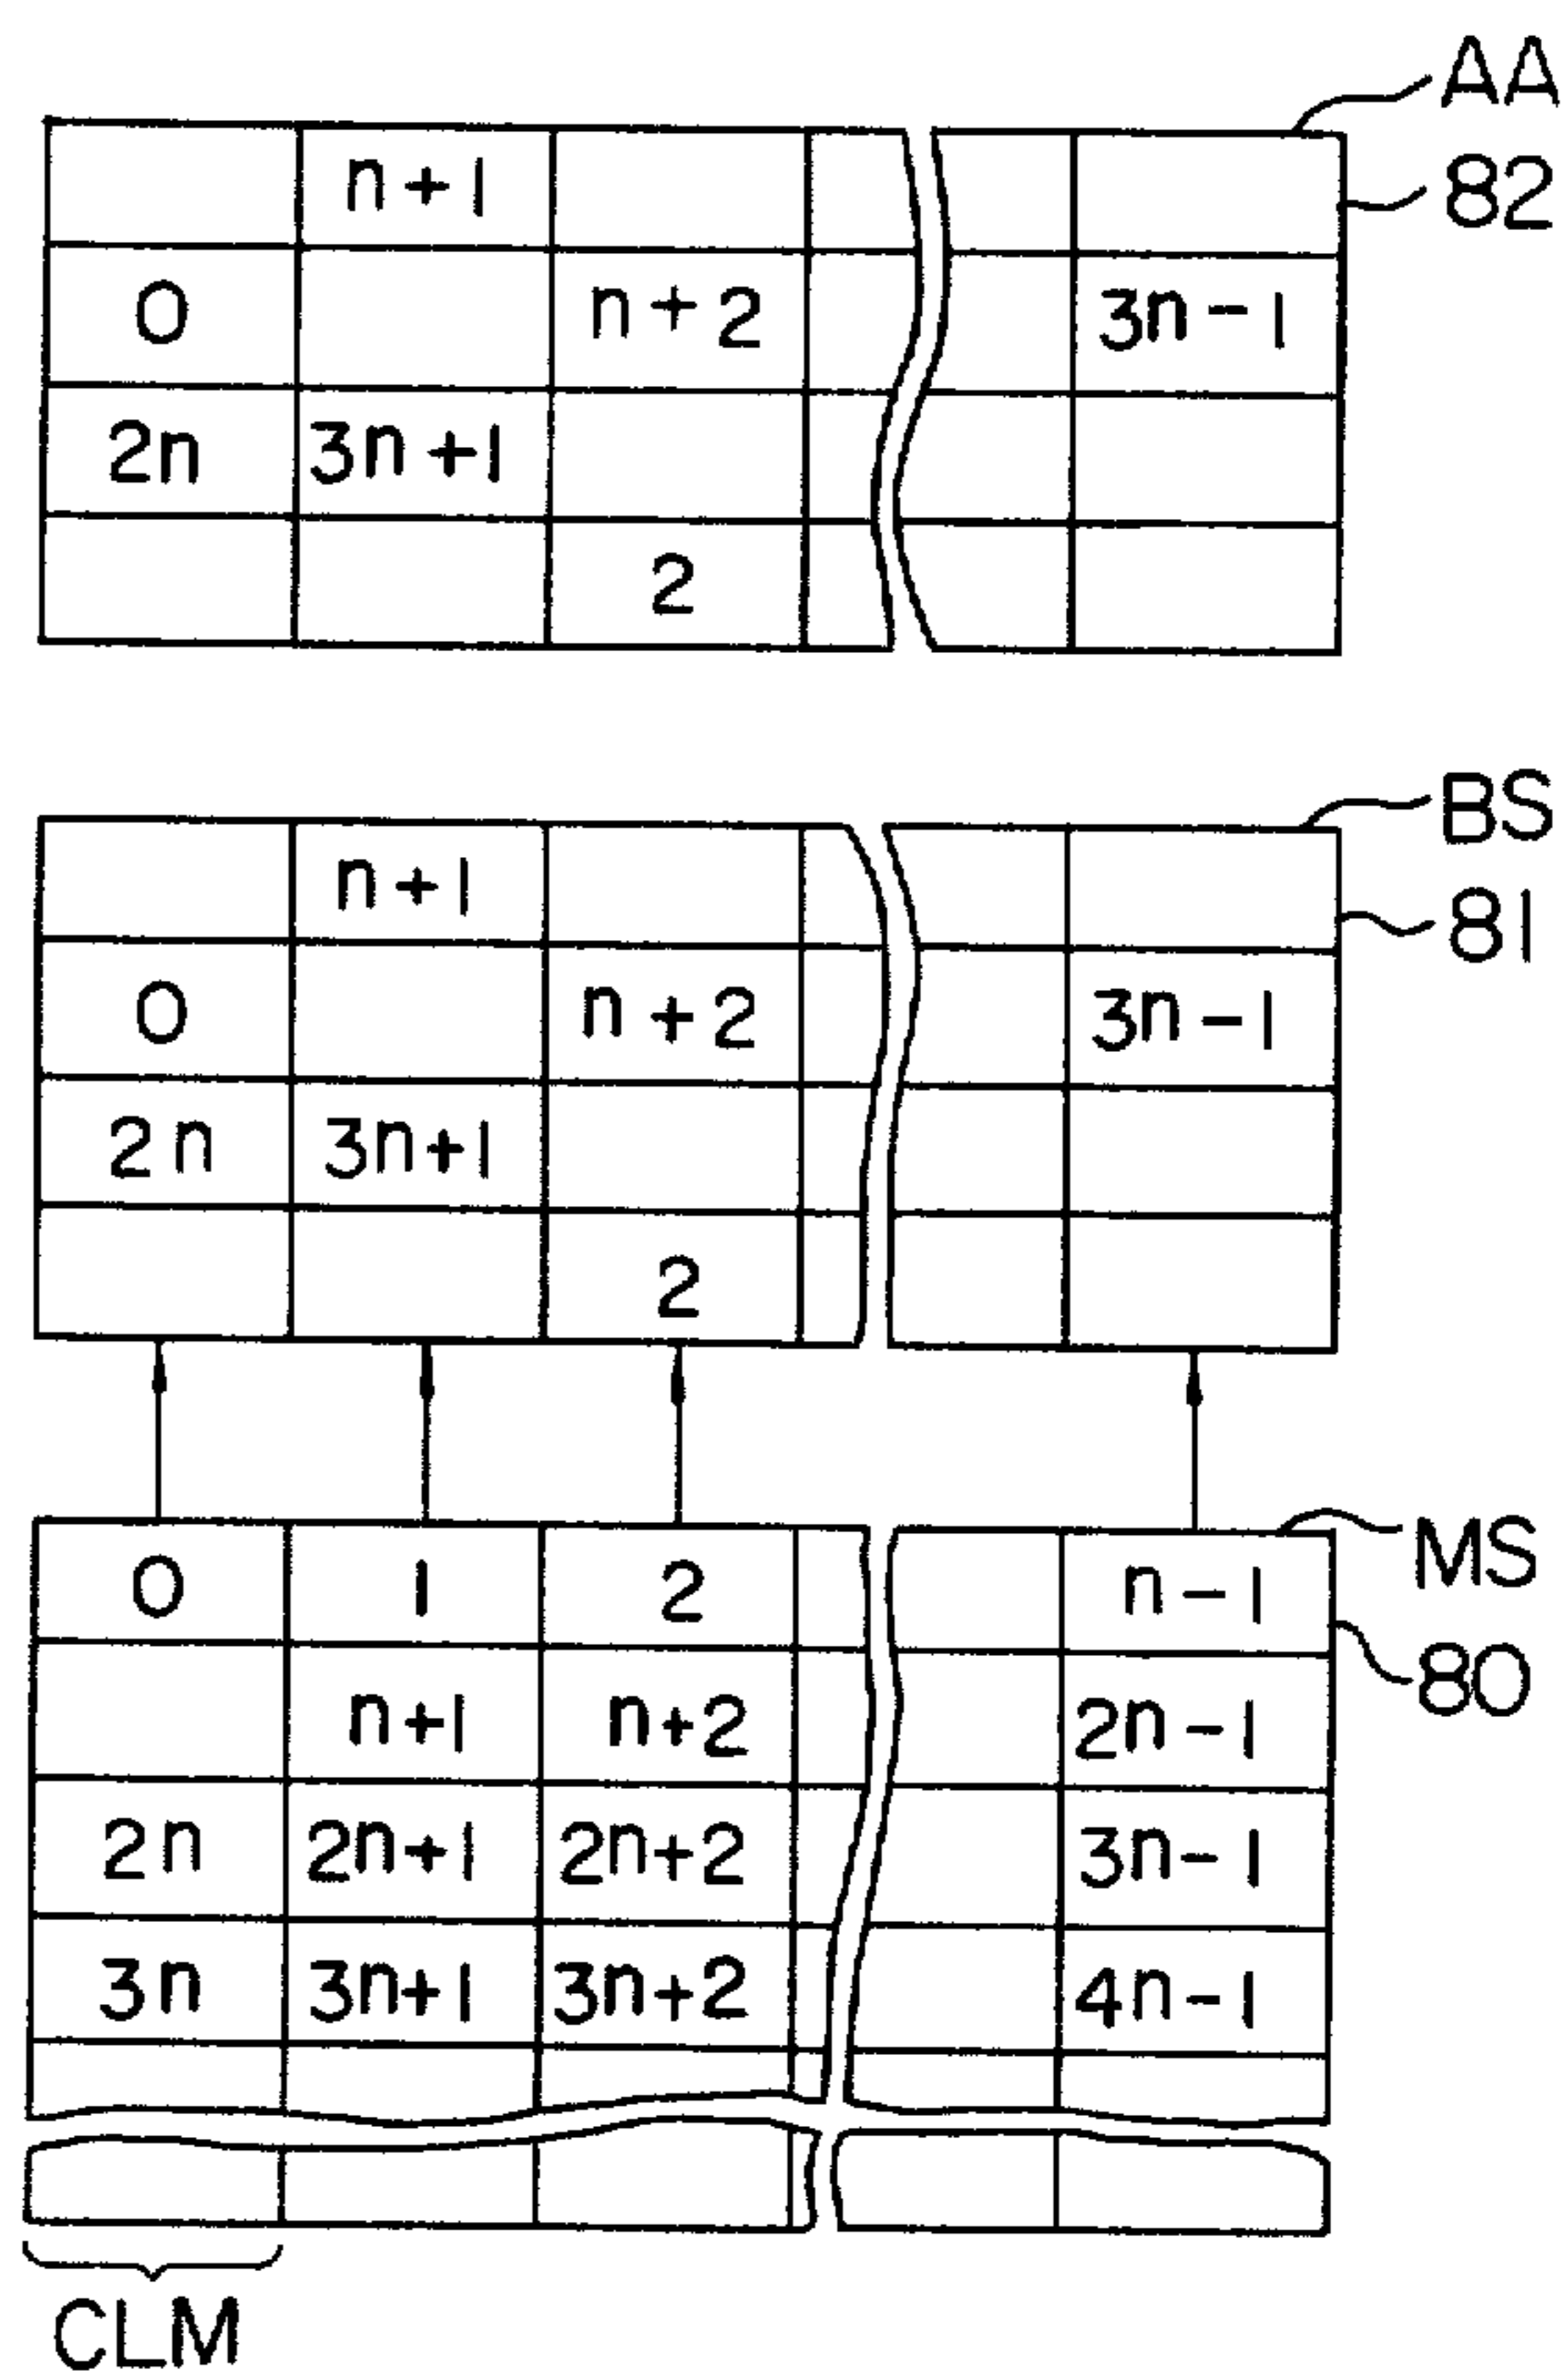 AA
n+1
82
0 n+2 3n-1
2n 3n+1
2
BS
n+1
81
0 n+2 3n-1
2n 3n+1
2
MS
0 1 2 n-1
80
n+1 n+2 2n-1
2n 2n+1 2n+2 3n-1
3n 3n+1 3n+2 4n-1
CLM